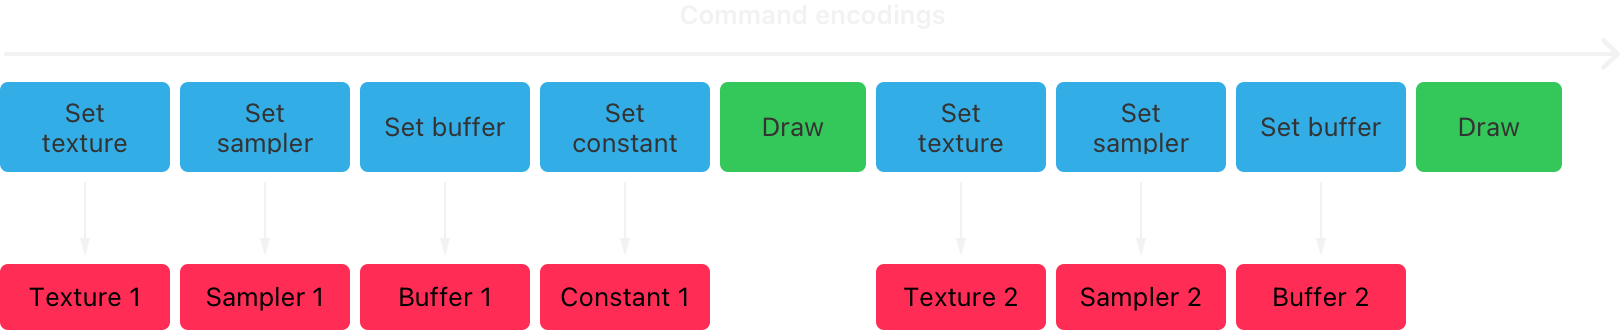 Command encodings
Set
texture
Set
sampler
Set buffer
Set
constant
Draw
Set
texture
Set
sampler
Set buffer
Draw
Texture 1
Sampler 1
Buffer 1
Constant 1
Texture 2
Sampler 2
Buffer 2